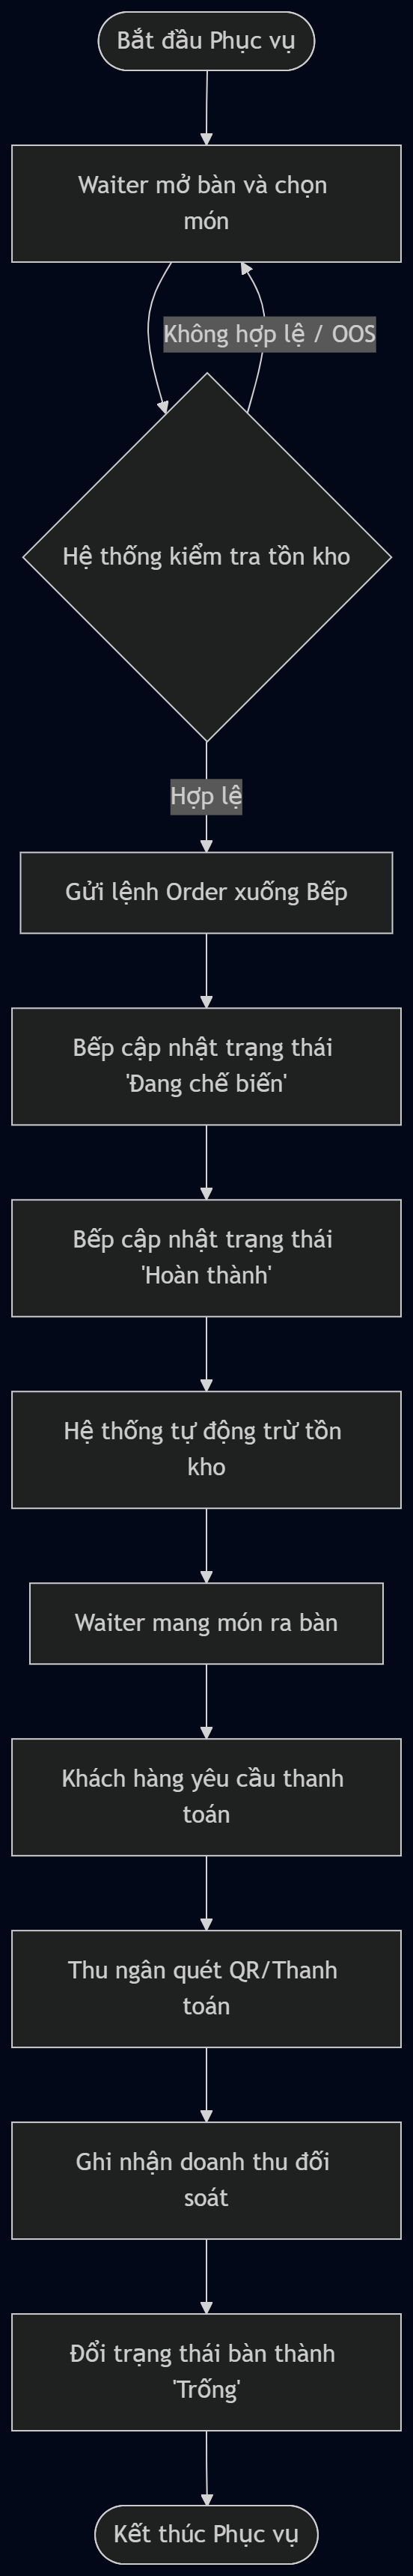 Bắt đầu Phục vụ
Waiter mở bàn và chọn
món
Không hợp lệ / OOS
Hệ thống kiểm tra tồn kho
Hợp lệ
Gửi lệnh Order xuống Bếp
Bếp cập nhật trạng thái
'Đang chế biến'
Bếp cập nhật trạng thái
'Hoàn thành'
Hệ thống tự động trừ tồn
kho
Waiter mang món ra bàn
Khách hàng yêu cầu thanh
toán
Thu ngân quét QR/Thanh
toán
Ghi nhận doanh thu đối
soát
Đổi trạng thái bàn thành
'Trống'
Kết thúc Phục vụ